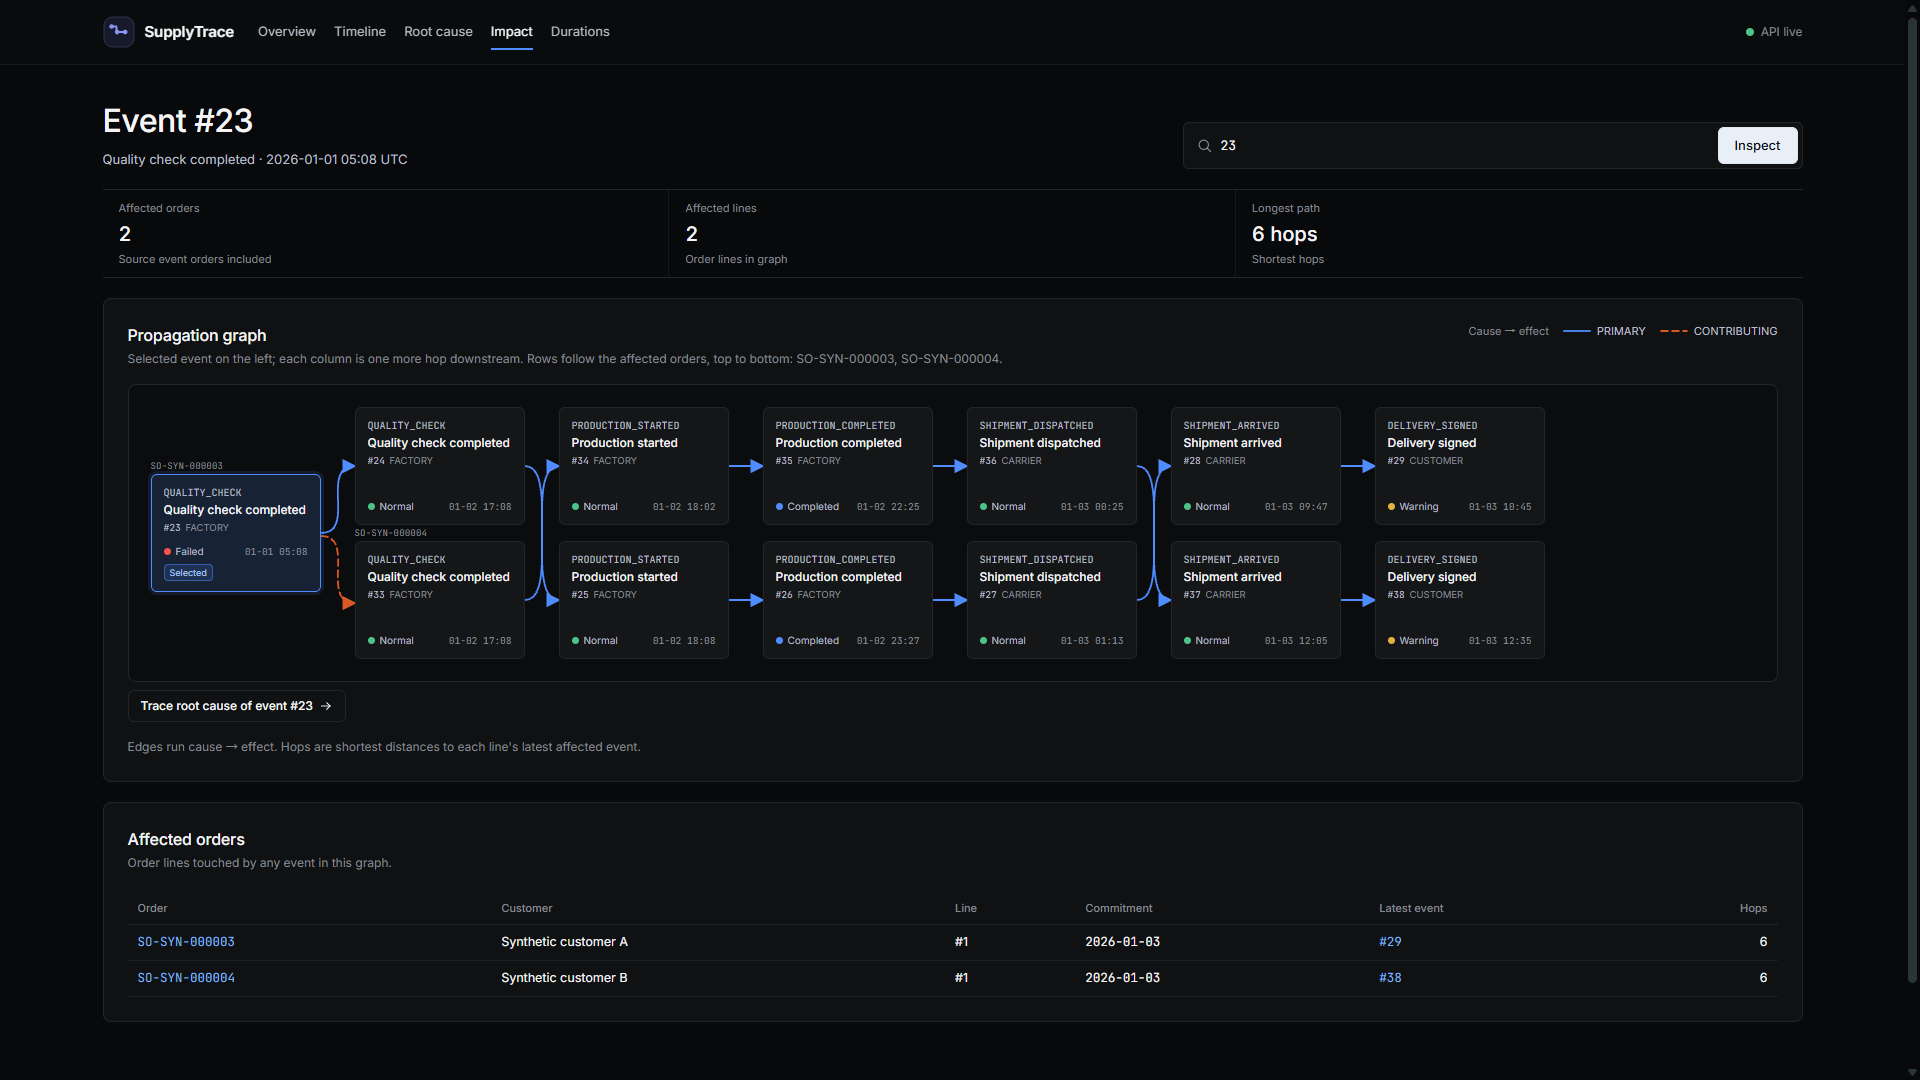 SupplyTrace Overview Timeline Root cause Impact Durations API live
Event #23
Quality check completed · 2026-01-01 05:08 UTC
23 Inspect
Affected orders
2
Source event orders included
Affected lines
2
Order lines in graph
Longest path
6 hops
Shortest hops
Propagation graph
Cause → effect PRIMARY CONTRIBUTING
Selected event on the left; each column is one more hop downstream. Rows follow the affected orders, top to bottom: SO-SYN-000003, SO-SYN-000004.
SO-SYN-000003
QUALITY_CHECK
Quality check completed
#23 FACTORY
Failed 01-01 05:08
Selected
QUALITY_CHECK
Quality check completed
#24 FACTORY
Normal 01-02 17:08
PRODUCTION_STARTED
Production started
#34 FACTORY
Normal 01-02 18:02
PRODUCTION_COMPLETED
Production completed
#35 FACTORY
Completed 01-02 22:25
SHIPMENT_DISPATCHED
Shipment dispatched
#36 CARRIER
Normal 01-03 00:25
SHIPMENT_ARRIVED
Shipment arrived
#28 CARRIER
Normal 01-03 09:47
DELIVERY_SIGNED
Delivery signed
#29 CUSTOMER
Warning 01-03 10:45
SO-SYN-000004
QUALITY_CHECK
Quality check completed
#33 FACTORY
Normal 01-02 17:08
PRODUCTION_STARTED
Production started
#25 FACTORY
Normal 01-02 18:08
PRODUCTION_COMPLETED
Production completed
#26 FACTORY
Completed 01-02 23:27
SHIPMENT_DISPATCHED
Shipment dispatched
#27 CARRIER
Normal 01-03 01:13
SHIPMENT_ARRIVED
Shipment arrived
#37 CARRIER
Normal 01-03 12:05
DELIVERY_SIGNED
Delivery signed
#38 CUSTOMER
Warning 01-03 12:35
Trace root cause of event #23 →
Edges run cause → effect. Hops are shortest distances to each line's latest affected event.
Affected orders
Order lines touched by any event in this graph.
Order Customer Line Commitment Latest event Hops
SO-SYN-000003 Synthetic customer A #1 2026-01-03 #29 6
SO-SYN-000004 Synthetic customer B #1 2026-01-03 #38 6